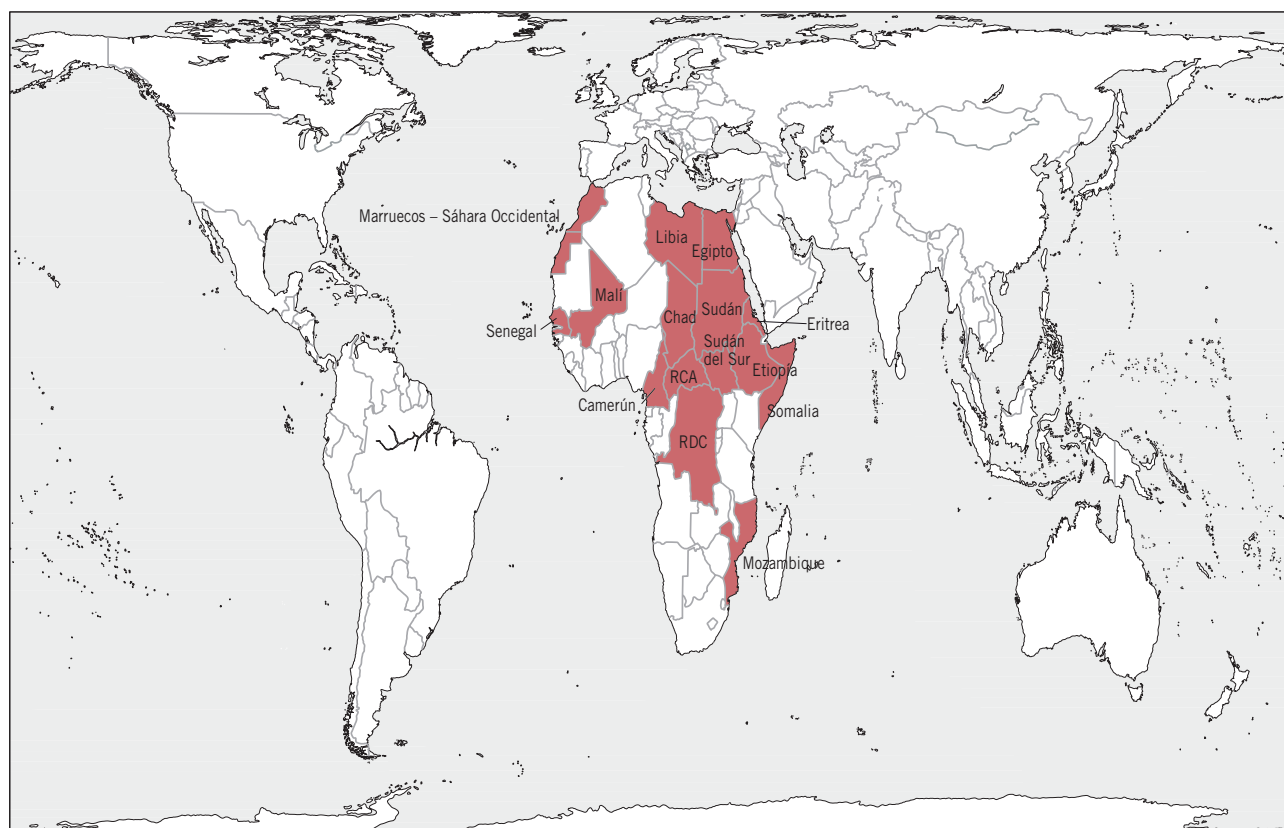 Marruecos – Sáhara Occidental
Libia
Egipto
Malí
Senegal
Chad
Sudán
Eritrea
Sudán
del Sur
Etiopía
RCA
Camerún
Somalia
RDC
Mozambique